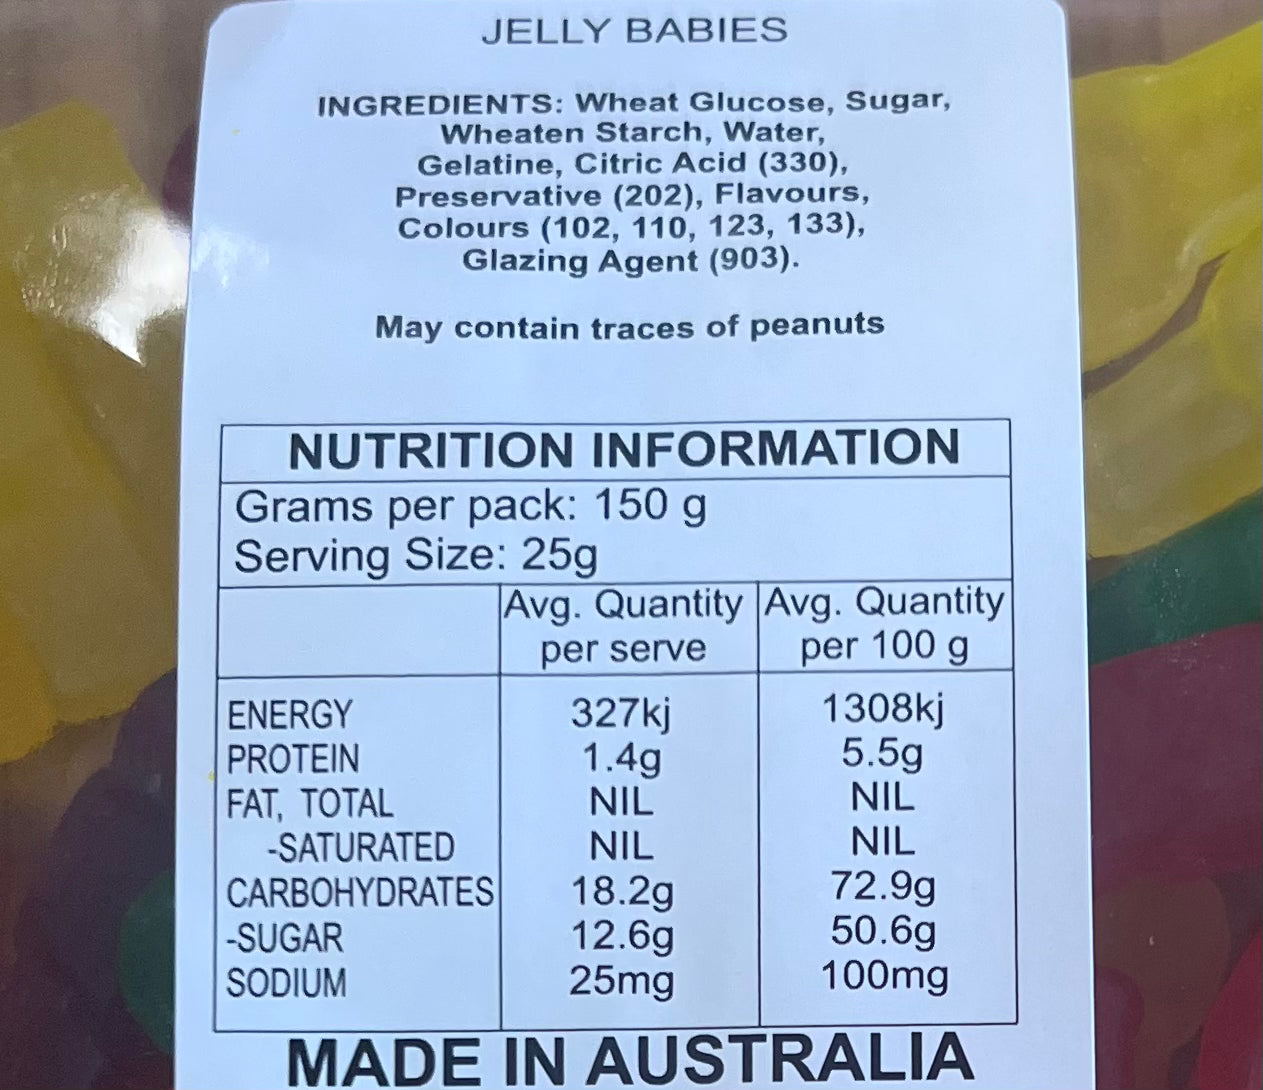 JELLY BABIES
INGREDIENTS: Wheat Glucose, Sugar,
Wheaten Starch, Water,
Gelatine, Citric Acid (330),
Preservative (202), Flavours,
Colours (102, 110, 123, 133),
Glazing Agent (903).
May contain traces of peanuts
NUTRITION INFORMATION
Grams per pack: 150 g
Serving Size: 25g
Avg. Quantity per serve Avg. Quantity per 100 g
ENERGY 327kj 1308kj
PROTEIN 1.4g 5.5g
FAT, TOTAL NIL NIL
-SATURATED NIL NIL
CARBOHYDRATES 18.2g 72.9g
-SUGAR 12.6g 50.6g
SODIUM 25mg 100mg
MADE IN AUSTRALIA